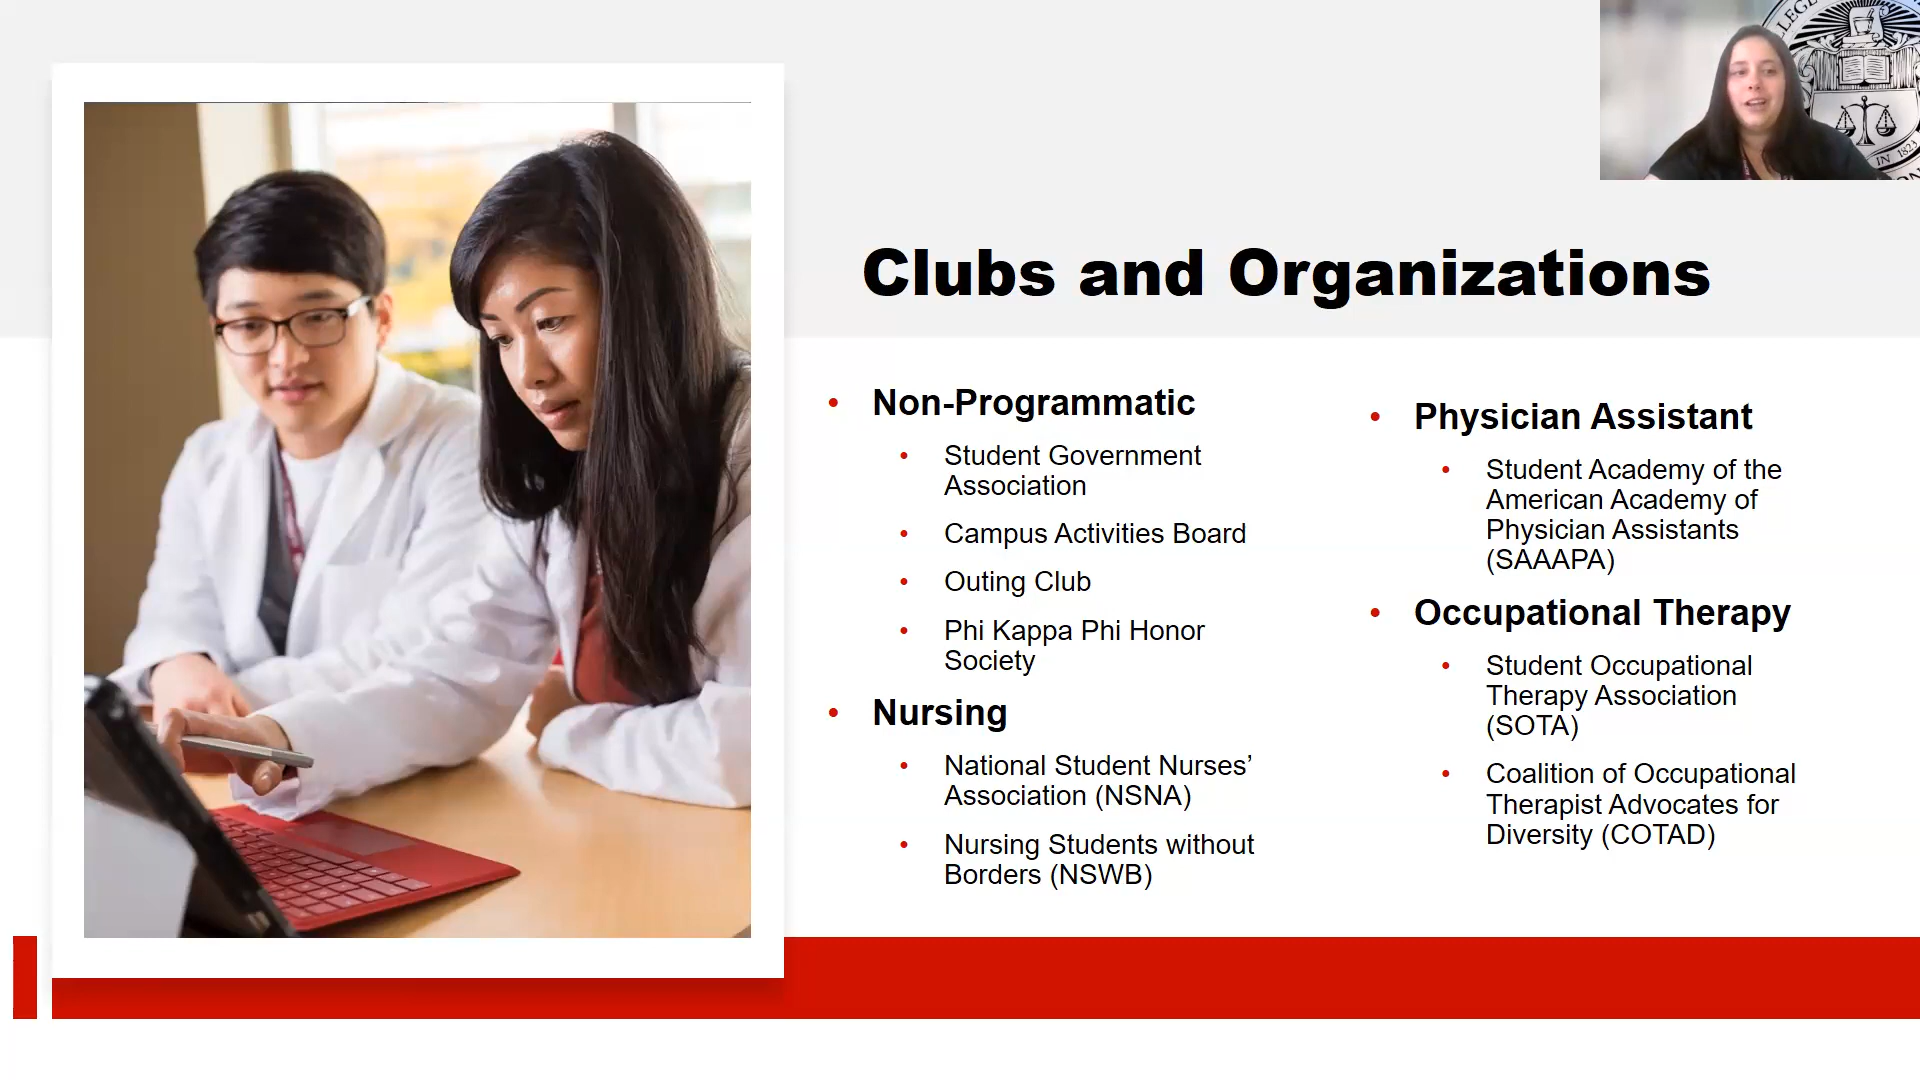 Clubs and Organizations
Non-Programmatic
Student Government
Association
Campus Activities Board
Outing Club
Phi Kappa Phi Honor
Society
Nursing
National Student Nurses’
Association (NSNA)
Nursing Students without
Borders (NSWB)
Physician Assistant
Student Academy of the
American Academy of
Physician Assistants
(SAAAPA)
Occupational Therapy
Student Occupational
Therapy Association
(SOTA)
Coalition of Occupational
Therapist Advocates for
Diversity (COTAD)
IN 1823